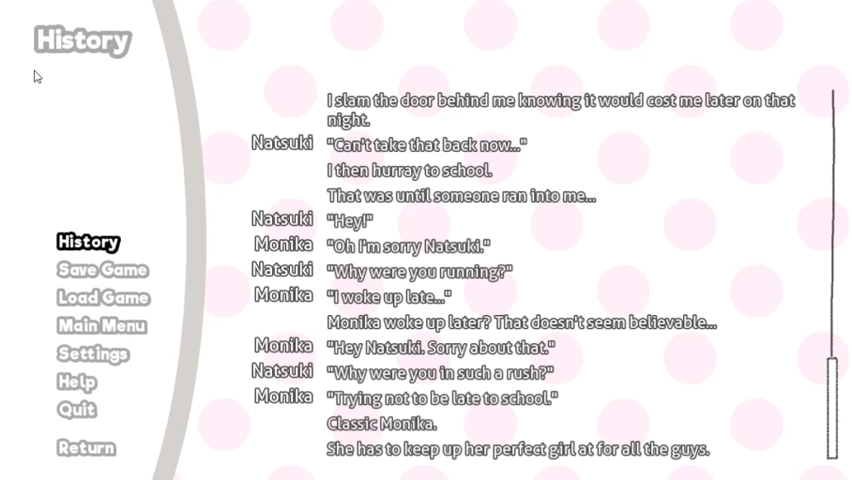 History
I slam the door behind me knowing it would cost me later on that
night.
Natsuki "Can't take that back now..."
I then hurray to school.
That was until someone ran into me...
Natsuki "Hey!"
Monika "Oh I'm sorry Natsuki."
Natsuki "Why were you running?"
Monika "I woke up late..."
Monika woke up later? That doesn't seem believable...
Monika "Hey Natsuki. Sorry about that."
Natsuki "Why were you in such a rush?"
Monika "Trying not to be late to school."
Classic Monika.
She has to keep up her perfect girl at for all the guys.
History
Save Game
Load Game
Main Menu
Settings
Help
Quit
Return